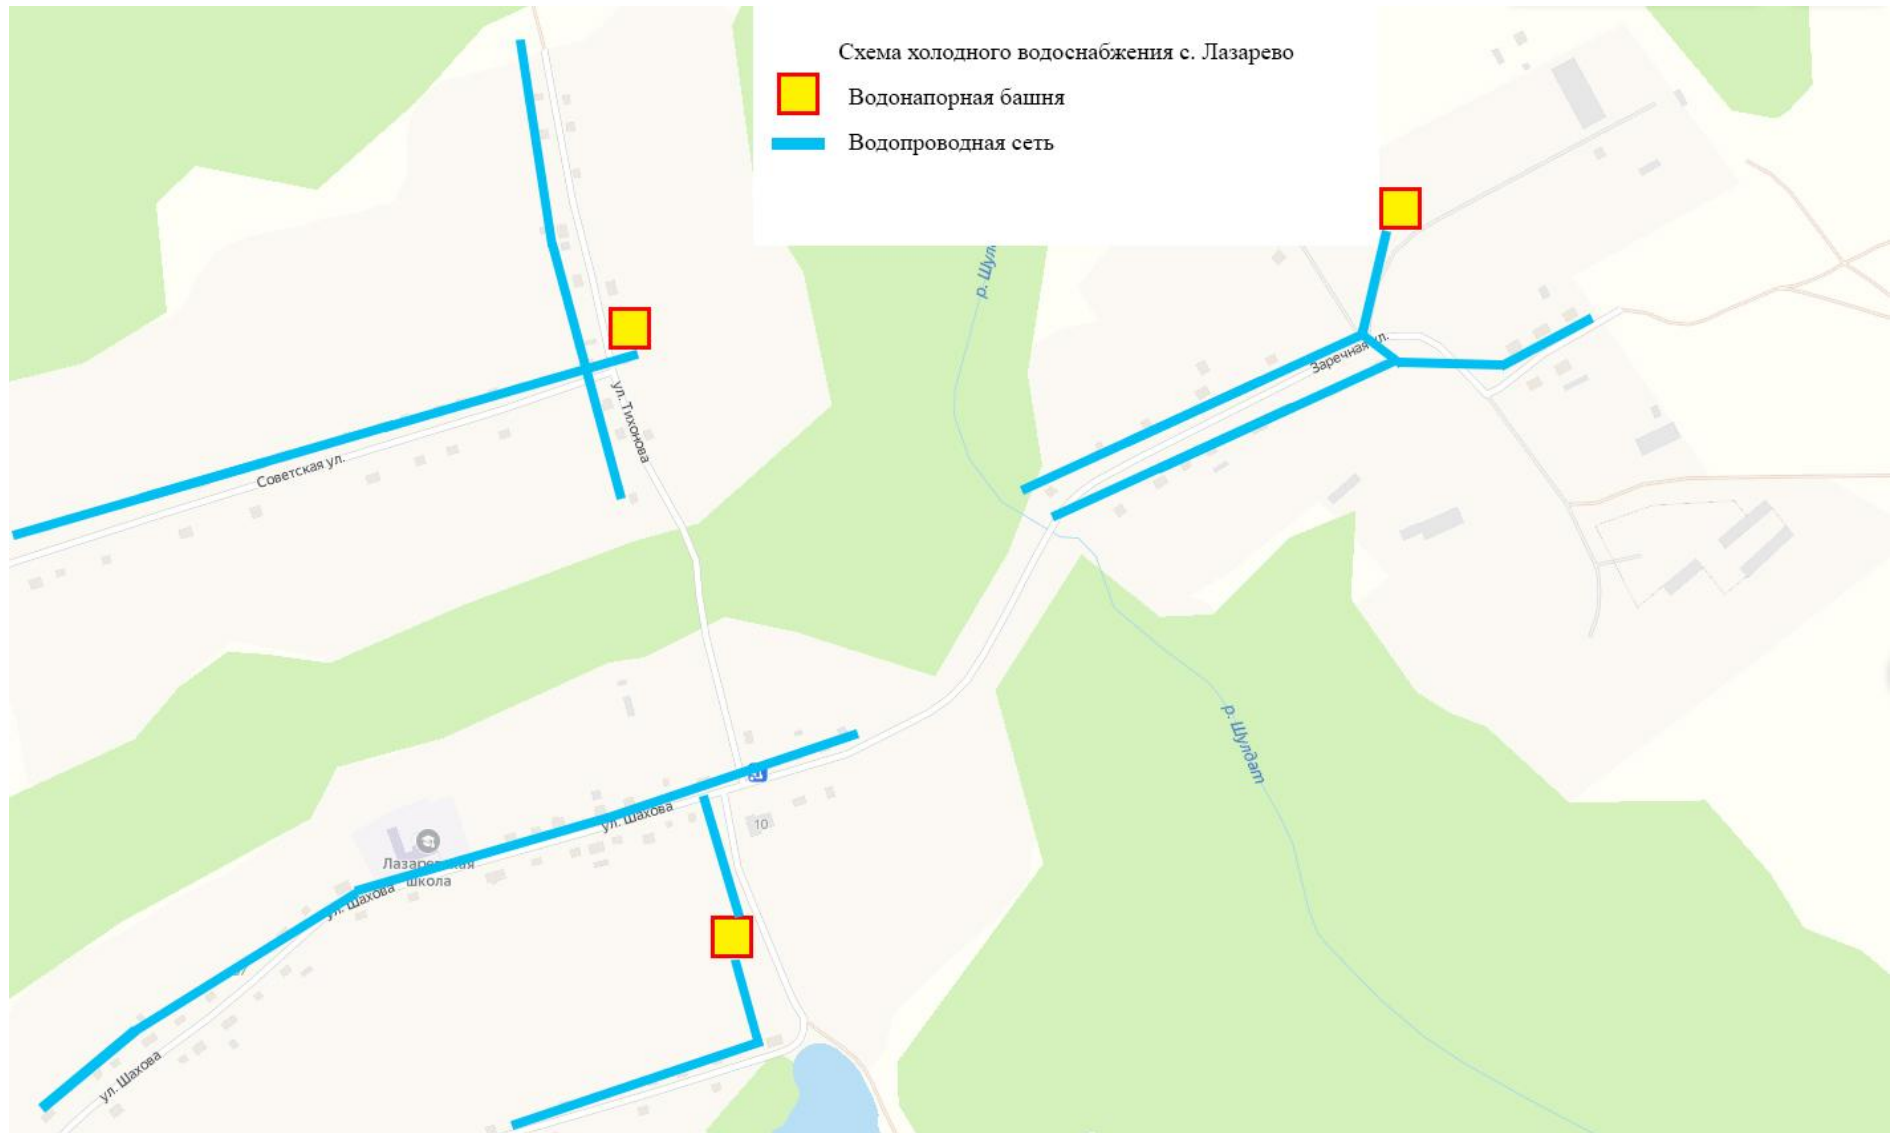 Схема холодного водоснабжения с. Лазарево
Водонапорная башня
Водопроводная сеть
р. Шул
Заречная ул.
ул. Тихонова
Советская ул.
р. Шулдат
ул. Шахова
10
Лазаревская
школа
ул. Шахова
ул. Шахова